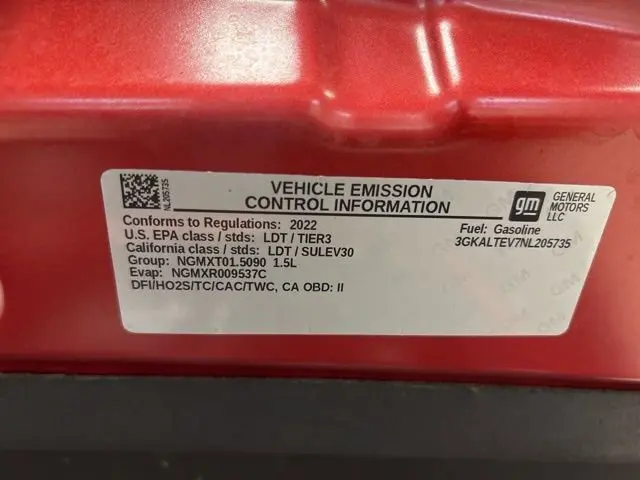 VEHICLE EMISSION
CONTROL INFORMATION
NL205735
gm
GENERAL
MOTORS
LLC
Conforms to Regulations: 2022
U.S. EPA class / stds: LDT / TIER3
California class / stds: LDT / SULEV30
Group: NGMXT01.5090 1.5L
Evap: NGMXR009537C
DFI/HO2S/TC/CAC/TWC, CA OBD: II
Fuel: Gasoline
3GKALTEV7NL205735